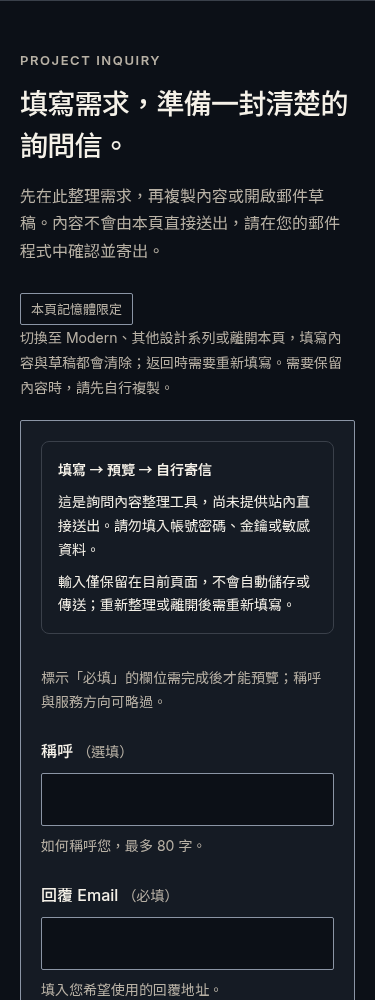 PROJECT INQUIRY
填寫需求，準備一封清楚的
詢問信。
先在此整理需求，再複製內容或開啟郵件草
稿。內容不會由本頁直接送出，請在您的郵件
程式中確認並寄出。
本頁記憶體限定
切換至 Modern、其他設計系列或離開本頁，填寫內
容與草稿都會清除；返回時需要重新填寫。需要保留
內容時，請先自行複製。
填寫 → 預覽 → 自行寄信
這是詢問內容整理工具，尚未提供站內直
接送出。請勿填入帳號密碼、金鑰或敏感
資料。
輸入僅保留在目前頁面，不會自動儲存或
傳送；重新整理或離開後需重新填寫。
標示「必填」的欄位需完成後才能預覽；稱呼
與服務方向可略過。
稱呼 （選填）
如何稱呼您，最多 80 字。
回覆 Email （必填）
填入您希望使用的回覆地址。